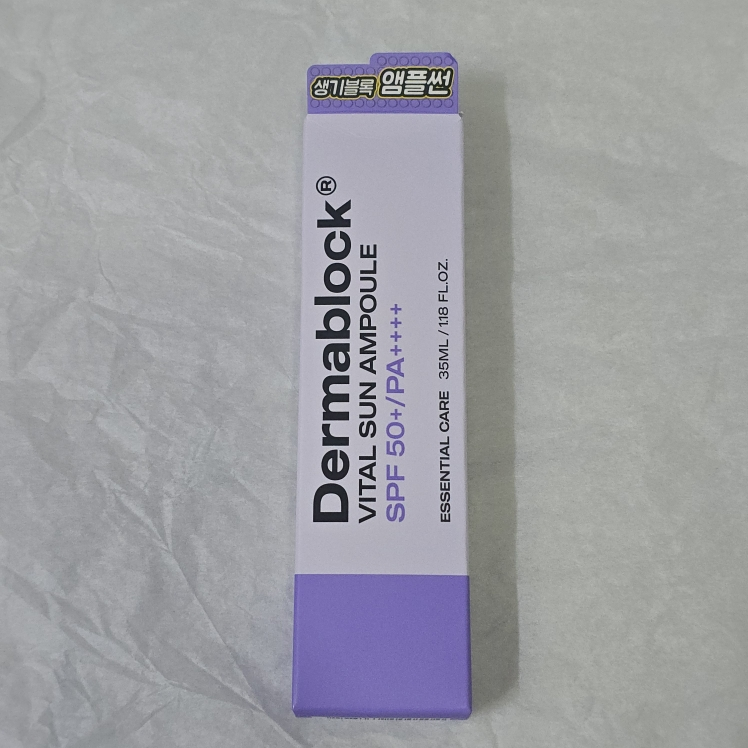 생기블록 앰플썬
Dermablock®
VITAL SUN AMPOULE
SPF 50+/PA++++
ESSENTIAL CARE 35ML / 1.18 FL.OZ.